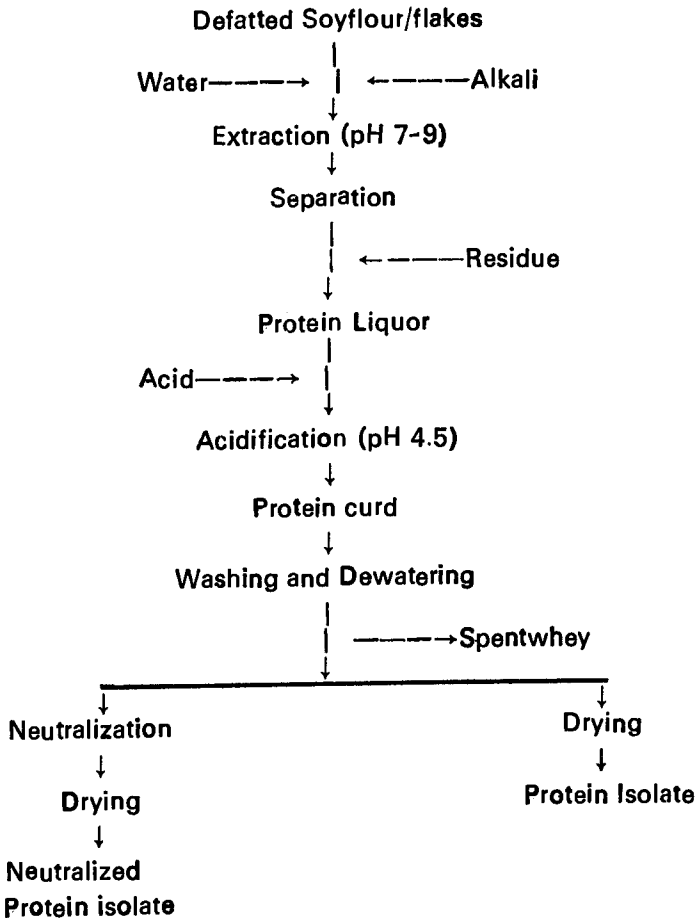 Defatted Soyflour/flakes
Water
Alkali
Extraction (pH 7-9)
Separation
Residue
Protein Liquor
Acid
Acidification (pH 4.5)
Protein curd
Washing and Dewatering
Spentwhey
Neutralization
Drying
Neutralized
Protein isolate
Drying
Protein Isolate